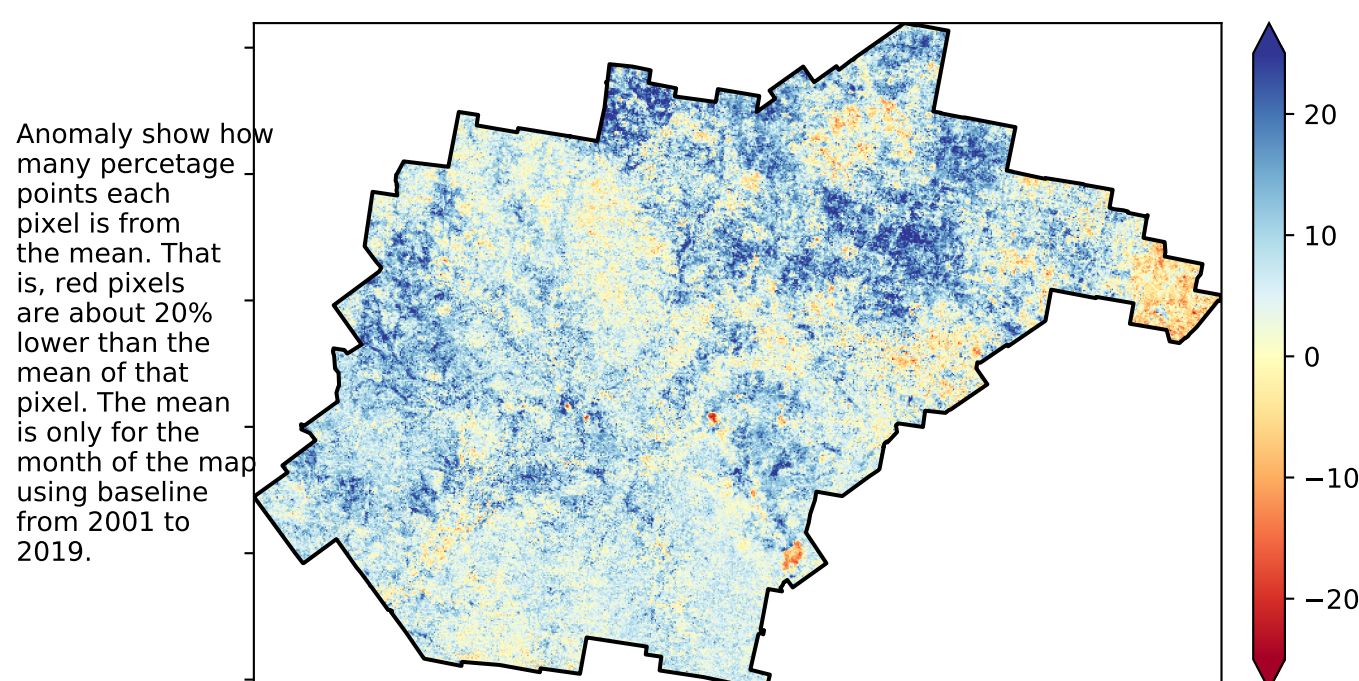 Anomaly show how
many percetage
points each
pixel is from
the mean. That
is, red pixels
are about 20%
lower than the
mean of that
pixel. The mean
is only for the
month of the map
using baseline
from 2001 to
2019.
20
10
0
−10
−20